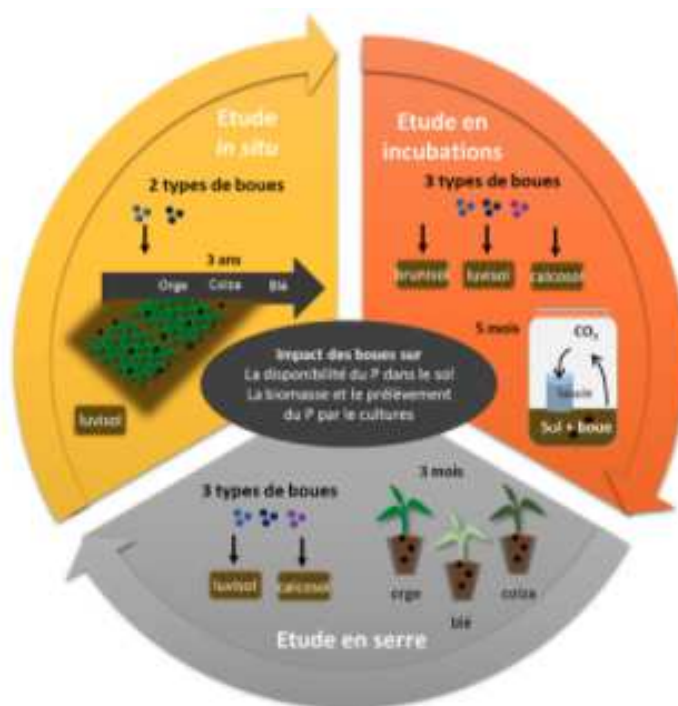 Etude
in situ
2 types de boues
3 ans
Orge Colza Blé
luvisol
Etude en
incubations
3 types de boues
brunisol luvisol calcosol
5 mois
CO₂
Sol + boue
Impact des boues sur
La disponibilité du P dans le sol
La biomasse et le prélèvement
du P par le cultures
3 types de boues
3 mois
luvisol calcosol
orge blé colza
Etude en serre